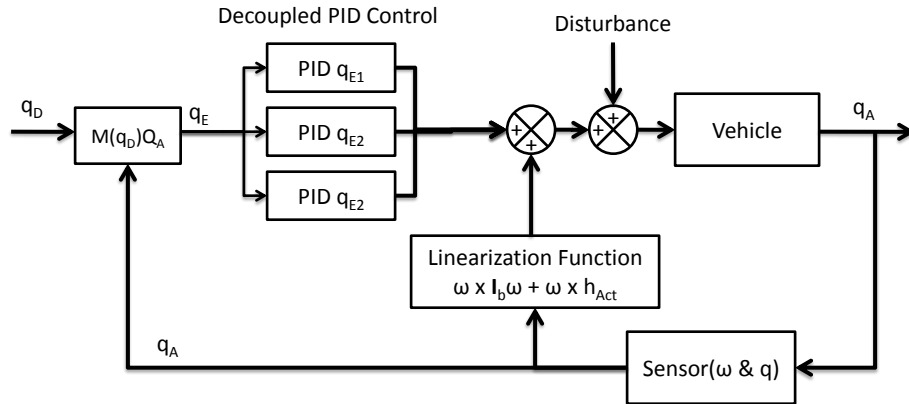 Decoupled PID Control
Disturbance
PID q_E1
q_D
M(q_D)Q_A
q_E
PID q_E2
PID q_E2
+
+
+
+
Vehicle
q_A
Linearization Function
ω x I_bω + ω x h_Act
q_A
Sensor(ω & q)